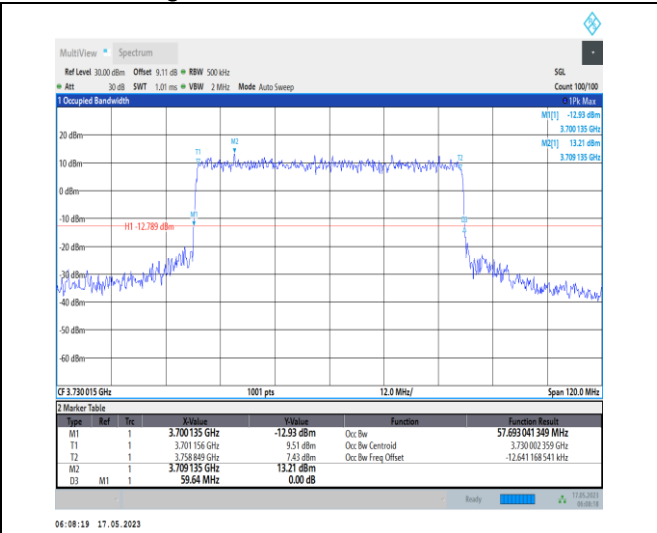 MultiView Spectrum
Ref Level 30.00 dBm Offset 9.11 dB RBW 500 kHz SGL
Att 30 dB SWT 1.01 ms VBW 2 MHz Mode Auto Sweep Count 100/100
1 Occupied Bandwidth 1Pk Max
M1[1] -12.93 dBm
3.700 135 GHz
M2[1] 13.21 dBm
3.709 135 GHz
20 dBm
M2
T1
T2
10 dBm
0 dBm
-10 dBm
M1
D3
H1 -12.789 dBm
-20 dBm
-30 dBm
-40 dBm
-50 dBm
-60 dBm
CF 3.730 015 GHz 1001 pts 12.0 MHz/ Span 120.0 MHz
2 Marker Table
Type Ref Trc X-Value Y-Value Function Function Result
M1 1 3.700 135 GHz -12.93 dBm Occ Bw 57.693 041 349 MHz
T1 1 3.701 156 GHz 9.51 dBm Occ Bw Centroid 3.730 002 359 GHz
T2 1 3.758 849 GHz 7.43 dBm Occ Bw Freq Offset -12.641 168 541 kHz
M2 1 3.709 135 GHz 13.21 dBm
D3 M1 1 59.64 MHz 0.00 dB
Ready 17.05.2023
06:08:18
06:08:19 17.05.2023